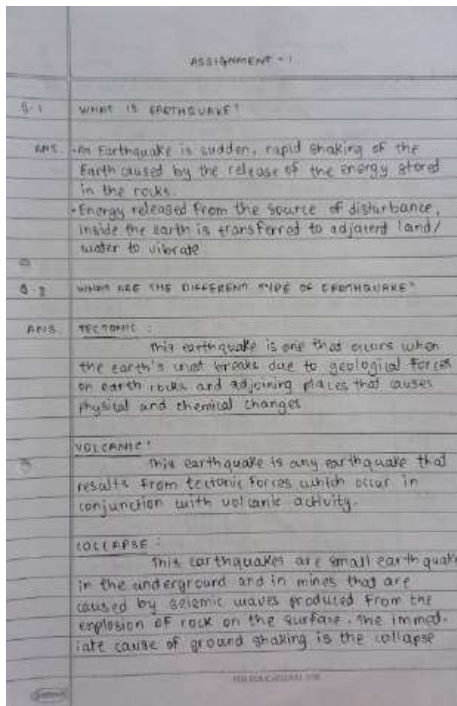 ASSIGNMENT - 1
Q.1 WHAT IS EARTHQUAKE?
ANS. • An Earthquake is sudden, rapid shaking of the
Earth caused by the release of the energy stored
in the rocks.
• Energy released from the source of disturbance,
inside the earth is transferred to adjacent land/
water to vibrate
Q.2 WHAT ARE THE DIFFERENT TYPE OF EARTHQUAKE?
ANS. TECTONIC :
This earthquake is one that occurs when
the earth's crust breaks due to geological forces
on earth rocks and adjoining places that causes
physical and chemical changes
VOLCANIC :
This earthquake is any earthquake that
results from tectonic forces which occur in
conjunction with volcanic activity.
COLLAPSE :
This earthquakes are small earthquake
in the underground and in mines that are
caused by seismic waves produced from the
explosion of rock on the surface. The immed-
iate cause of ground shaking is the collapse
FOR EDUCATIONAL USE